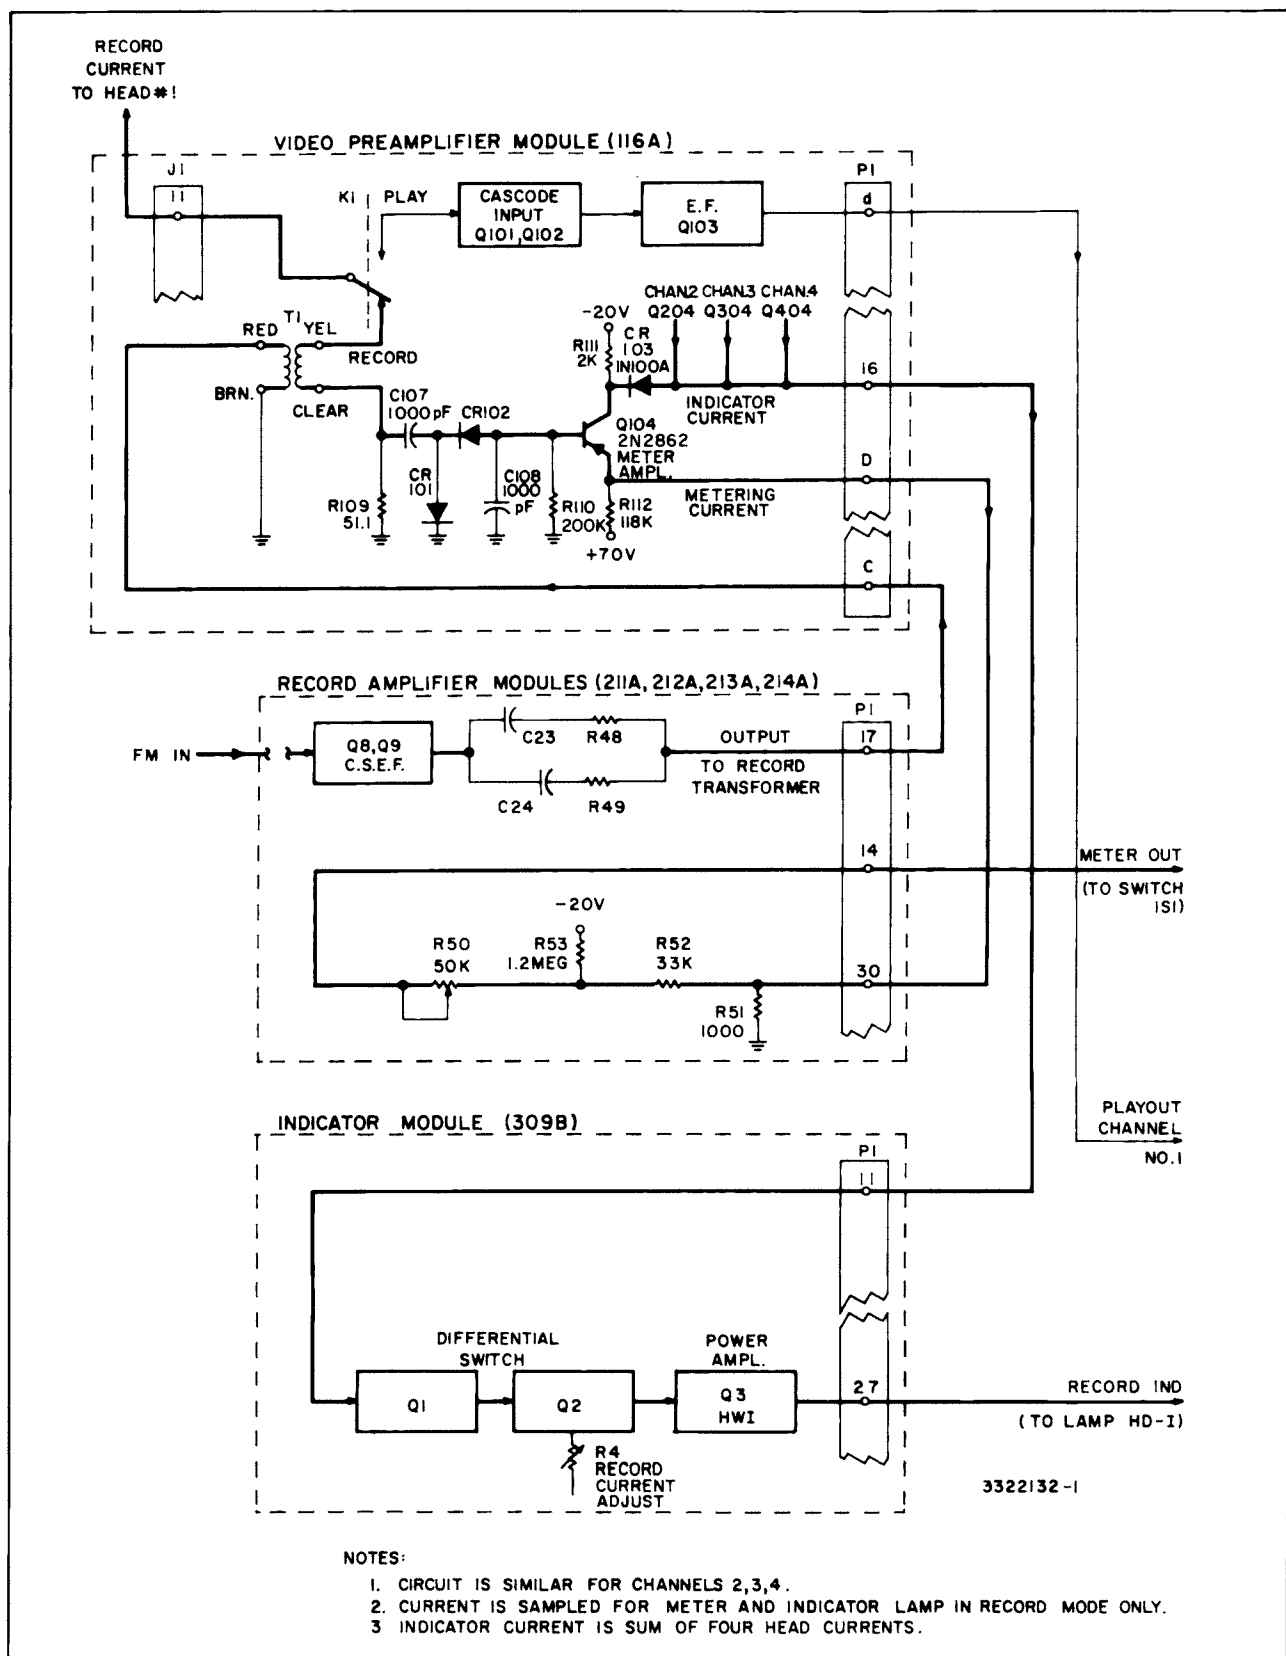 RECORD
CURRENT
TO HEAD#1
VIDEO PREAMPLIFIER MODULE (116A)
J1
11
K1
PLAY
CASCODE
INPUT
Q101,Q102
E.F.
Q103
P1
d
RED
T1
YEL
RECORD
BRN.
CLEAR
-20V
R111
2K
CR
103
IN100A
CHAN.2
Q204
CHAN.3
Q304
CHAN.4
Q404
16
INDICATOR
CURRENT
C107
1000pF
CR102
Q104
2N2862
METER
AMPL.
D
METERING
CURRENT
R109
51.1
CR
101
C108
1000
pF
R110
200K
R112
118K
+70V
C
RECORD AMPLIFIER MODULES (211A, 212A, 213A, 214A)
FM IN
Q8,Q9
C.S.E.F.
C23
R48
C24
R49
OUTPUT
TO RECORD
TRANSFORMER
P1
17
14
METER OUT
(TO SWITCH
1S1)
-20V
R50
50K
R53
1.2MEG
R52
33K
R51
1000
30
INDICATOR MODULE (309B)
P1
11
PLAYOUT
CHANNEL
NO.1
DIFFERENTIAL
SWITCH
POWER
AMPL.
Q1
Q2
Q3
HWI
27
RECORD IND
(TO LAMP HD-I)
R4
RECORD
CURRENT
ADJUST
3322132-1
NOTES:
1. CIRCUIT IS SIMILAR FOR CHANNELS 2,3,4.
2. CURRENT IS SAMPLED FOR METER AND INDICATOR LAMP IN RECORD MODE ONLY.
3 INDICATOR CURRENT IS SUM OF FOUR HEAD CURRENTS.